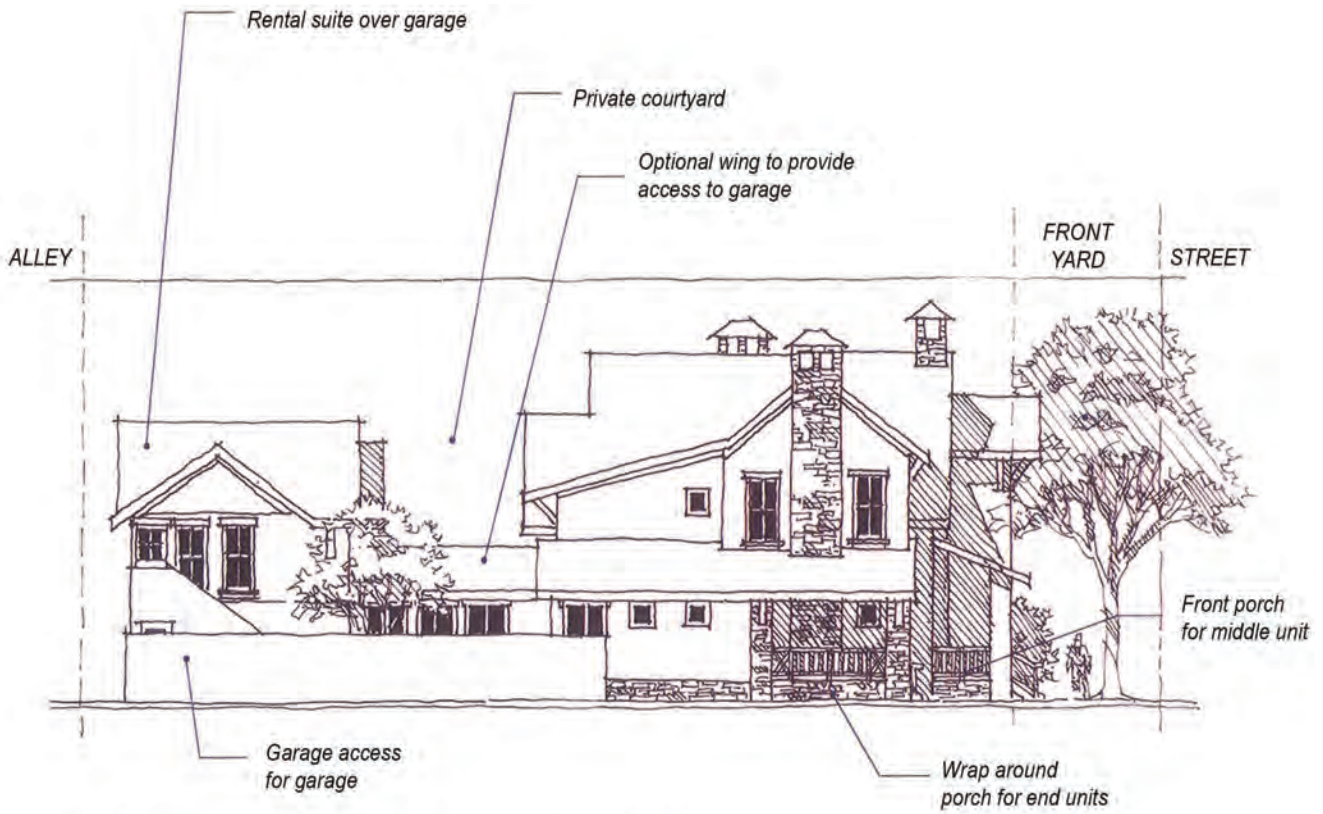 Rental suite over garage
Private courtyard
Optional wing to provide
access to garage
ALLEY
FRONT
YARD
STREET
Front porch
for middle unit
Garage access
for garage
Wrap around
porch for end units